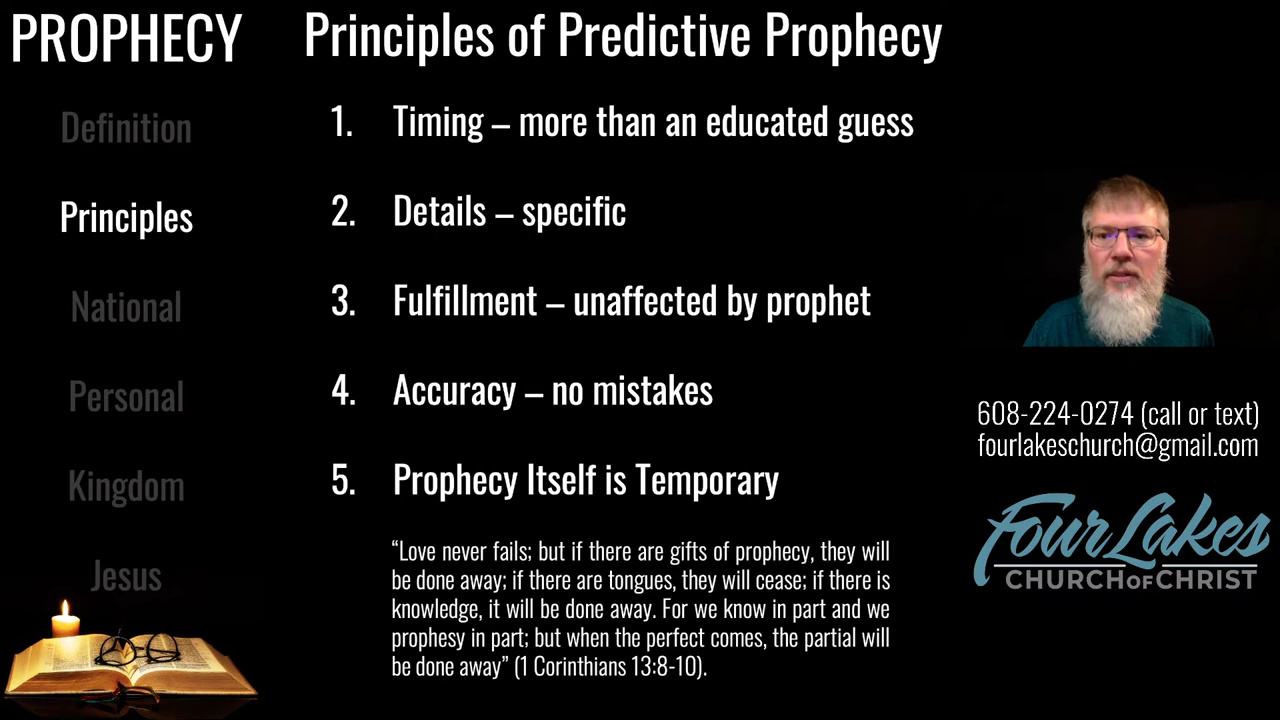 PROPHECY
Definition
Principles
National
Personal
Kingdom
Jesus
Principles of Predictive Prophecy
1. Timing – more than an educated guess
2. Details – specific
3. Fulfillment – unaffected by prophet
4. Accuracy – no mistakes
5. Prophecy Itself is Temporary
“Love never fails; but if there are gifts of prophecy, they will
be done away; if there are tongues, they will cease; if there is
knowledge, it will be done away. For we know in part and we
prophesy in part; but when the perfect comes, the partial will
be done away” (1 Corinthians 13:8-10).
608-224-0274 (call or text)
fourlakeschurch@gmail.com
Four Lakes
CHURCH OF CHRIST